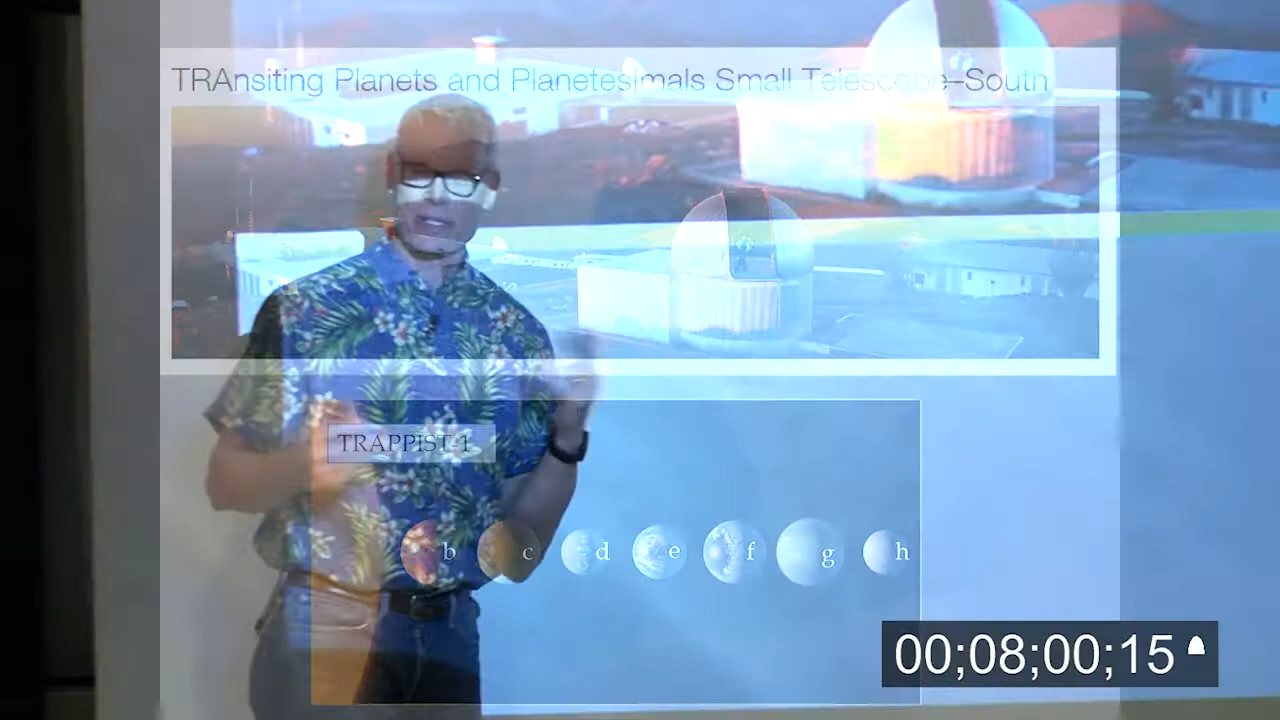 TRAnsiting Planets and Planetesimals Small Telescope–South
TRAPPIST-1
b c d e f g h
00;08;00;15